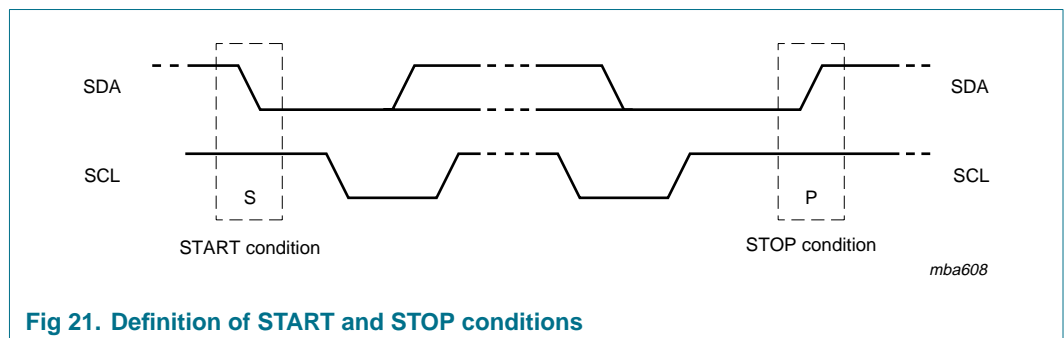 SDA
SDA
SCL
SCL
S
P
START condition
STOP condition
mba608
Fig 21. Definition of START and STOP conditions